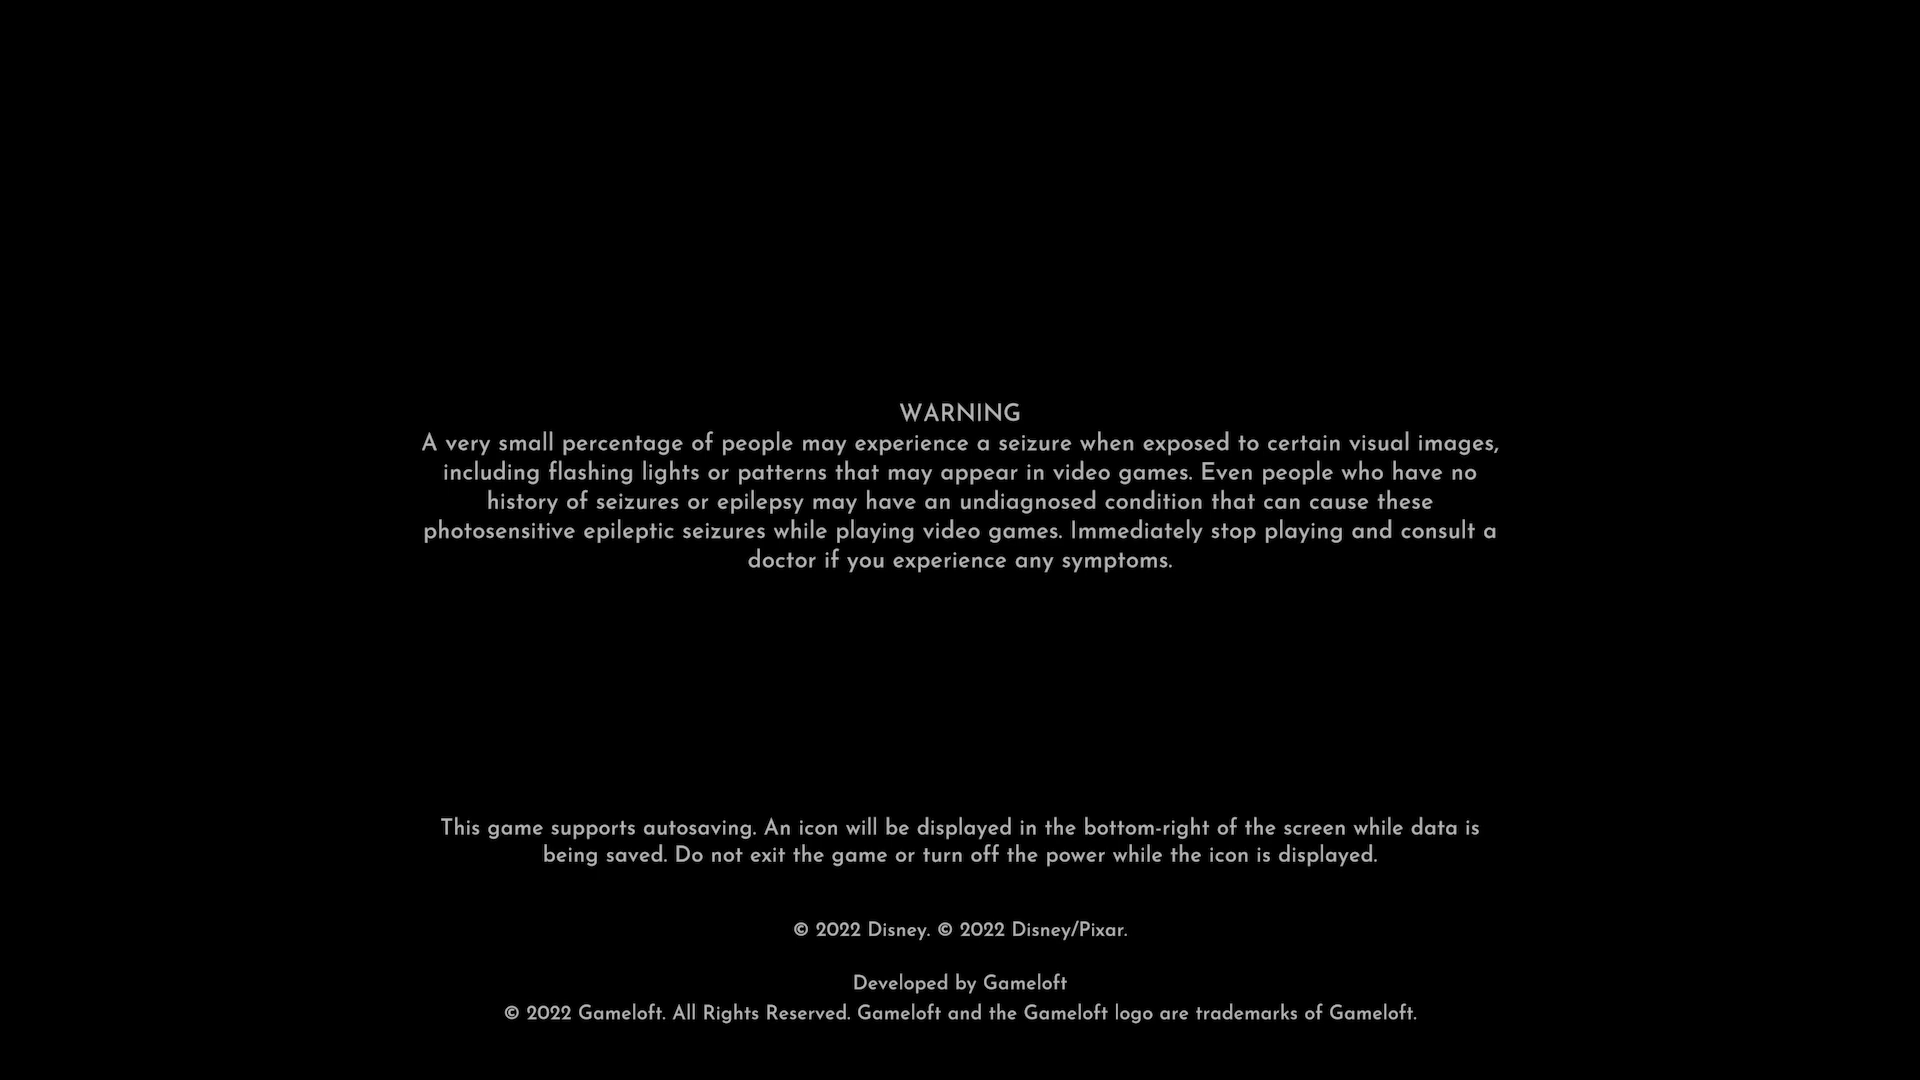 WARNING
A very small percentage of people may experience a seizure when exposed to certain visual images,
including flashing lights or patterns that may appear in video games. Even people who have no
history of seizures or epilepsy may have an undiagnosed condition that can cause these
photosensitive epileptic seizures while playing video games. Immediately stop playing and consult a
doctor if you experience any symptoms.
This game supports autosaving. An icon will be displayed in the bottom-right of the screen while data is
being saved. Do not exit the game or turn off the power while the icon is displayed.
© 2022 Disney. © 2022 Disney/Pixar.
Developed by Gameloft
© 2022 Gameloft. All Rights Reserved. Gameloft and the Gameloft logo are trademarks of Gameloft.